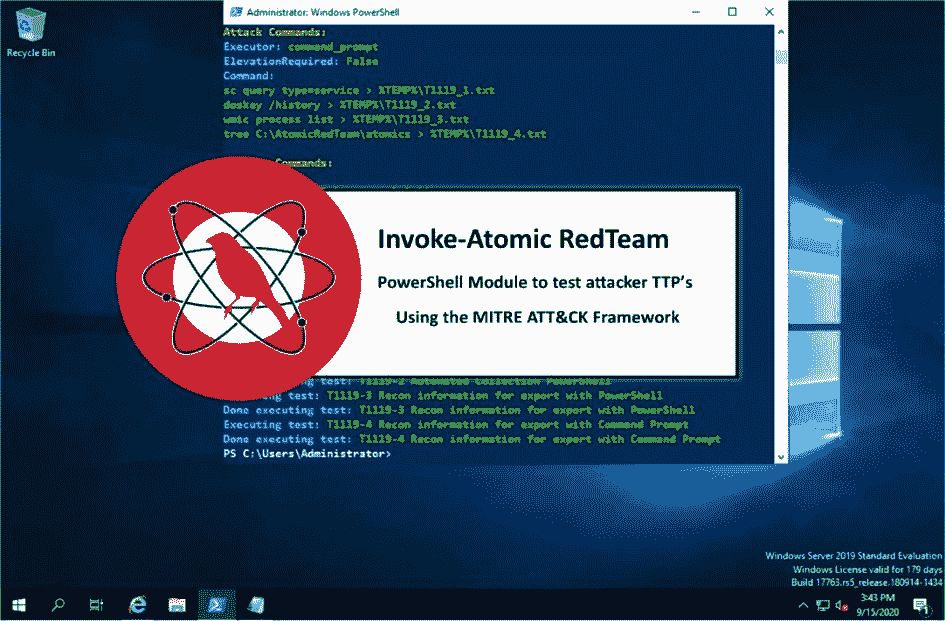 Administrator: Windows PowerShell
Recycle Bin
Attack Commands:
Executor: command_prompt
ElevationRequired: False
Command:
sc query type=service > %TEMP%\T1119_1.txt
doskey /history > %TEMP%\T1119_2.txt
wmic process list > %TEMP%\T1119_3.txt
tree C:\AtomicRedTeam\atomics > %TEMP%\T1119_4.txt
Commands:
Invoke-Atomic RedTeam
PowerShell Module to test attacker TTP's
Using the MITRE ATT&CK Framework
ng test: T1119-2 Automated Collection PowerShell
ng test: T1119-3 Recon information for export with PowerShell
Done executing test: T1119-3 Recon information for export with PowerShell
Executing test: T1119-4 Recon information for export with Command Prompt
Done executing test: T1119-4 Recon information for export with Command Prompt
PS C:\Users\Administrator>
Windows Server 2019 Standard Evaluation
Windows License valid for 179 days
Build 17763.rs5_release.180914-1434
3:43 PM
9/15/2020
1